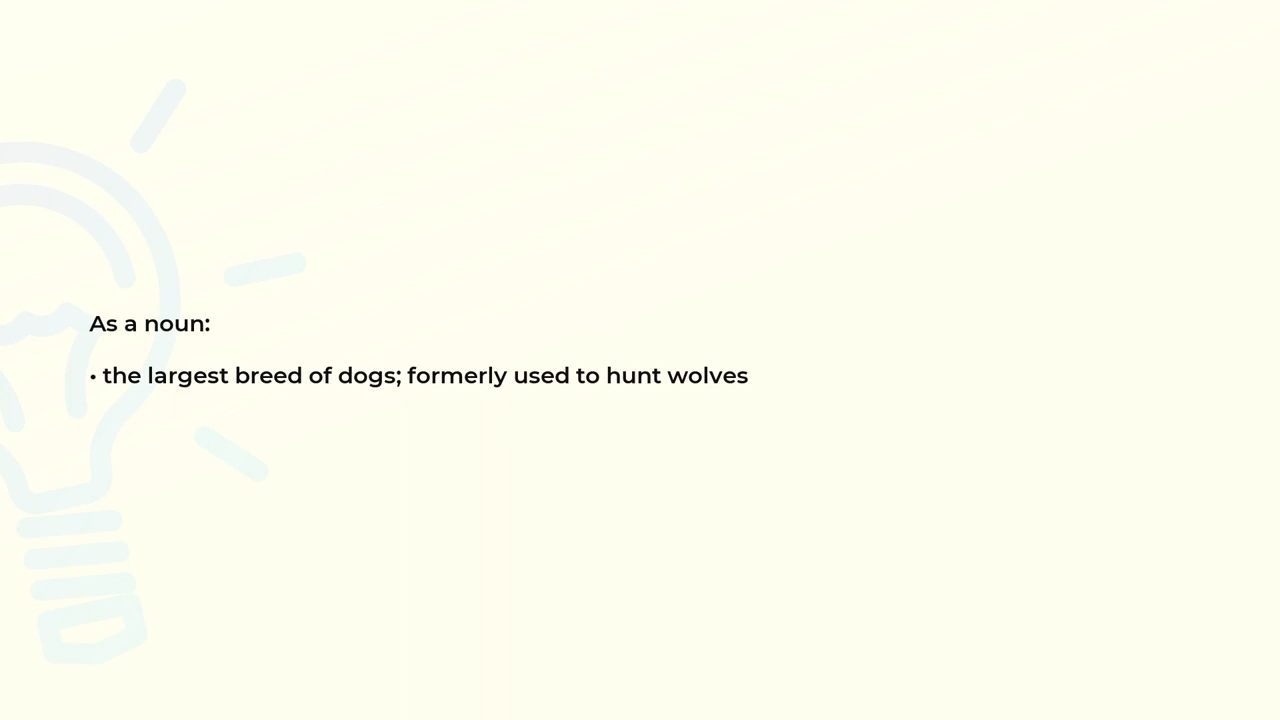 As a noun:
• the largest breed of dogs; formerly used to hunt wolves